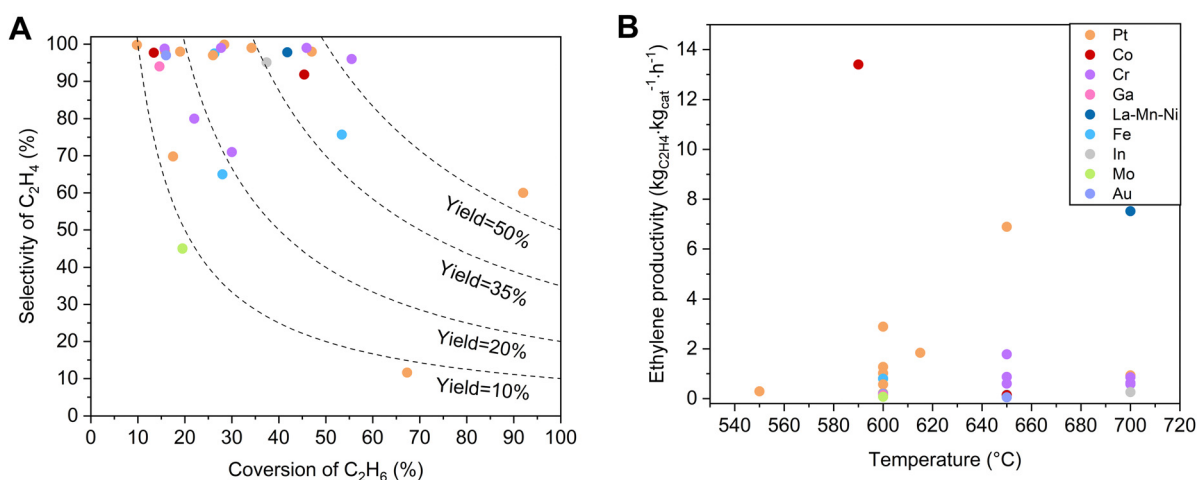 A
Selectivity of C₂H₄ (%)
100
90
80
70
60
50
40
30
20
10
0
Yield=50%
Yield=35%
Yield=20%
Yield=10%
0 10 20 30 40 50 60 70 80 90 100
Coversion of C₂H₆ (%)
B
Ethylene productivity (kg_C2H4·kg_cat⁻¹·h⁻¹)
14
12
10
8
6
4
2
0
Pt
Co
Cr
Ga
La-Mn-Ni
Fe
In
Mo
Au
540 560 580 600 620 640 660 680 700 720
Temperature (°C)